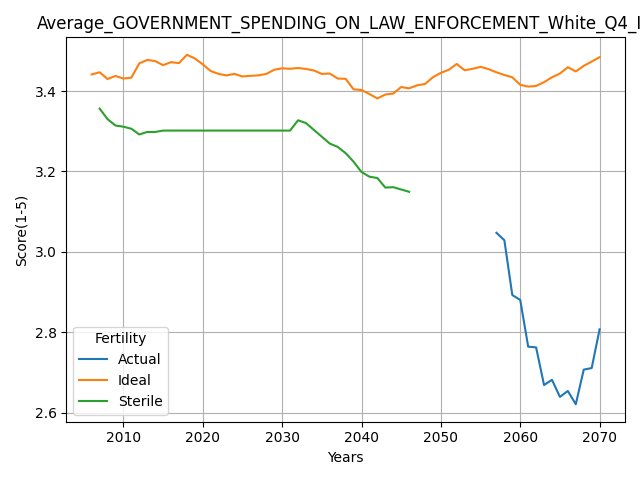 Average_GOVERNMENT_SPENDING_ON_LAW_ENFORCEMENT_White_Q4_I
Score(1-5)
3.4
3.2
3.0
2.8
2.6
Fertility
Actual
Ideal
Sterile
2010 2020 2030 2040 2050 2060 2070
Years